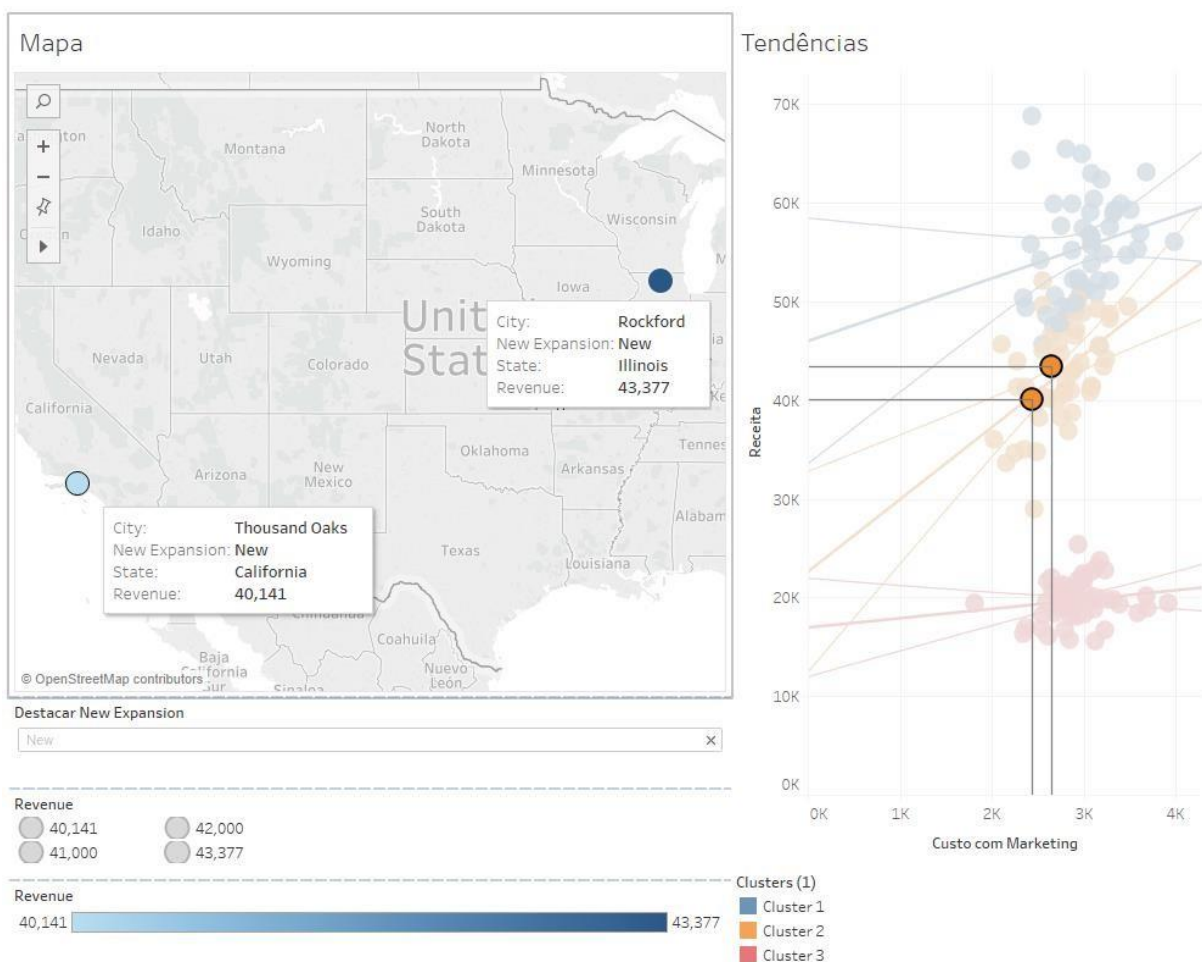 Mapa
North
Dakota
Montana
Minnesota
South
Dakota
Wisconsin
Idaho
Wyoming
Iowa
Nevada
Utah
Colorado
California
Oklahoma
Arizona
New
Mexico
Arkansas
Texas
Louisiana
Coahuila
Baja
California
Nuevo
León
City: Rockford
New Expansion: New
State: Illinois
Revenue: 43,377
City: Thousand Oaks
New Expansion: New
State: California
Revenue: 40,141
© OpenStreetMap contributors
Destacar New Expansion
New
Revenue
40,141 42,000
41,000 43,377
Revenue
40,141 43,377
Tendências
70K
60K
50K
40K
30K
20K
10K
0K
Receita
0K 1K 2K 3K 4K
Custo com Marketing
Clusters (1)
Cluster 1
Cluster 2
Cluster 3